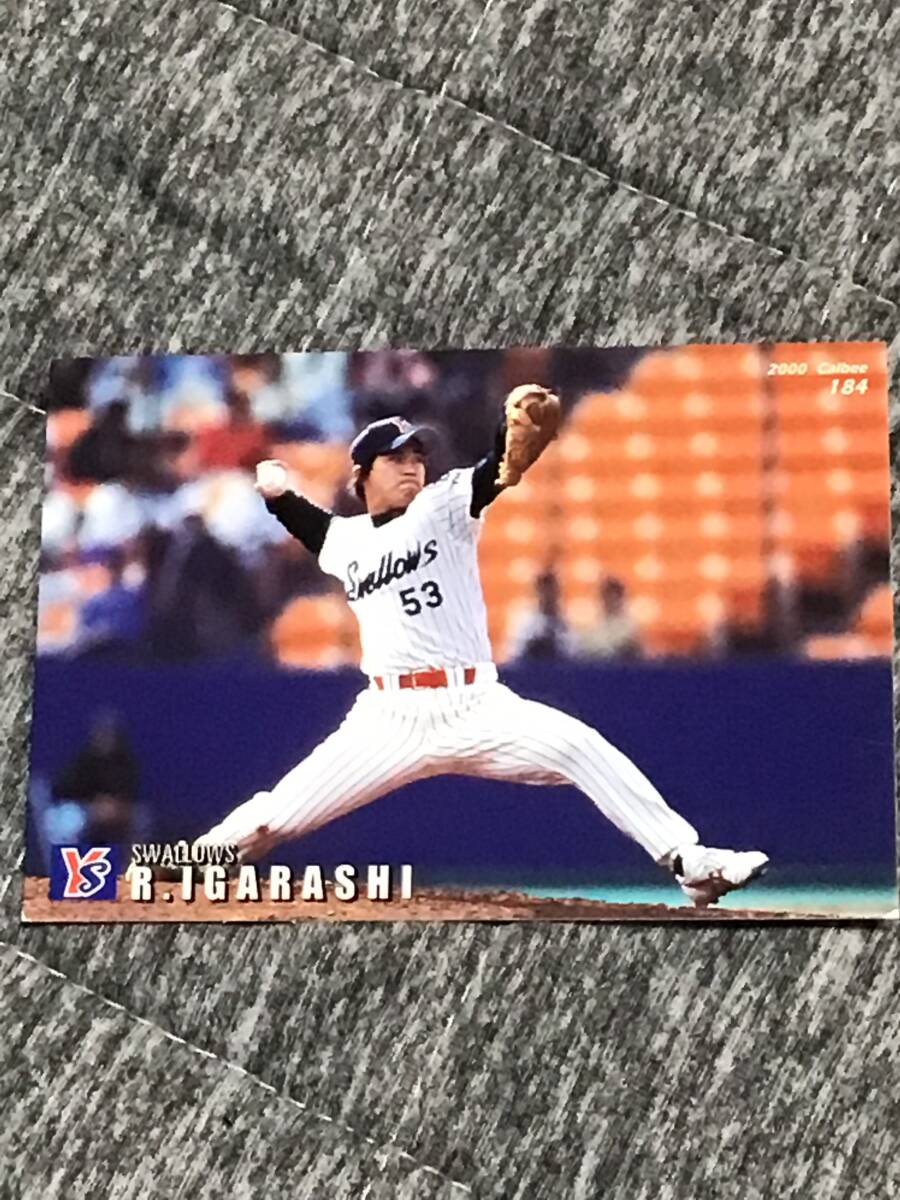 2000 Calbee
184
Swallows
53
YS
SWALLOWS
R.IGARASHI